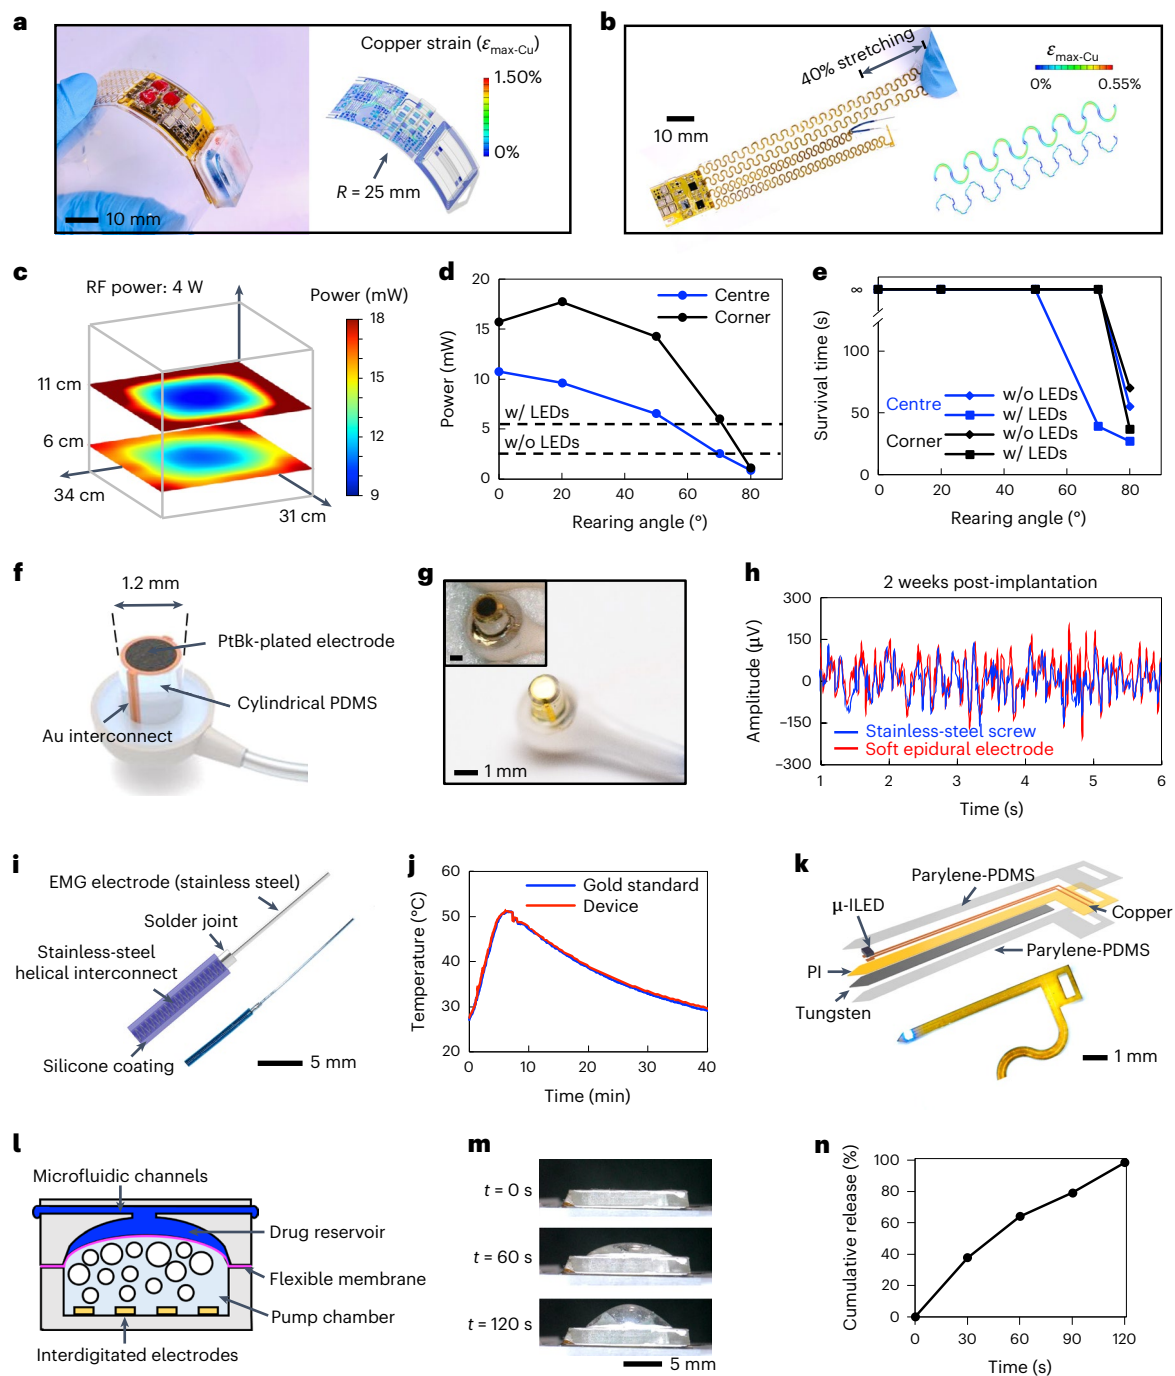 a
Copper strain (εmax-Cu)
1.50%
0%
R = 25 mm
10 mm
b
40% stretching
εmax-Cu
0%
0.55%
10 mm
c
RF power: 4 W
Power (mW)
18
15
13
12
11
9
11 cm
6 cm
34 cm
31 cm
d
20
15
10
5
0
Power (mW)
Centre
Corner
w/ LEDs
w/o LEDs
0
20
40
60
80
Rearing angle (°)
e
∞
100
50
0
Survival time (s)
Centre
w/o LEDs
w/ LEDs
Corner
w/o LEDs
w/ LEDs
0
20
40
60
80
Rearing angle (°)
f
1.2 mm
PtBk-plated electrode
Cylindrical PDMS
Au interconnect
g
1 mm
h
2 weeks post-implantation
300
150
0
−150
−300
Amplitude (μV)
Stainless-steel screw
Soft epidural electrode
1
2
3
4
5
6
Time (s)
i
EMG electrode (stainless steel)
Solder joint
Stainless-steel
helical interconnect
Silicone coating
5 mm
j
60
50
40
30
20
Temperature (°C)
Gold standard
Device
0
10
20
30
40
Time (min)
k
Parylene-PDMS
μ-ILED
Copper
Parylene-PDMS
PI
Tungsten
1 mm
l
Microfluidic channels
Drug reservoir
Flexible membrane
Pump chamber
Interdigitated electrodes
m
t = 0 s
t = 60 s
t = 120 s
5 mm
n
100
80
60
40
20
0
Cumulative release (%)
0
30
60
90
120
Time (s)